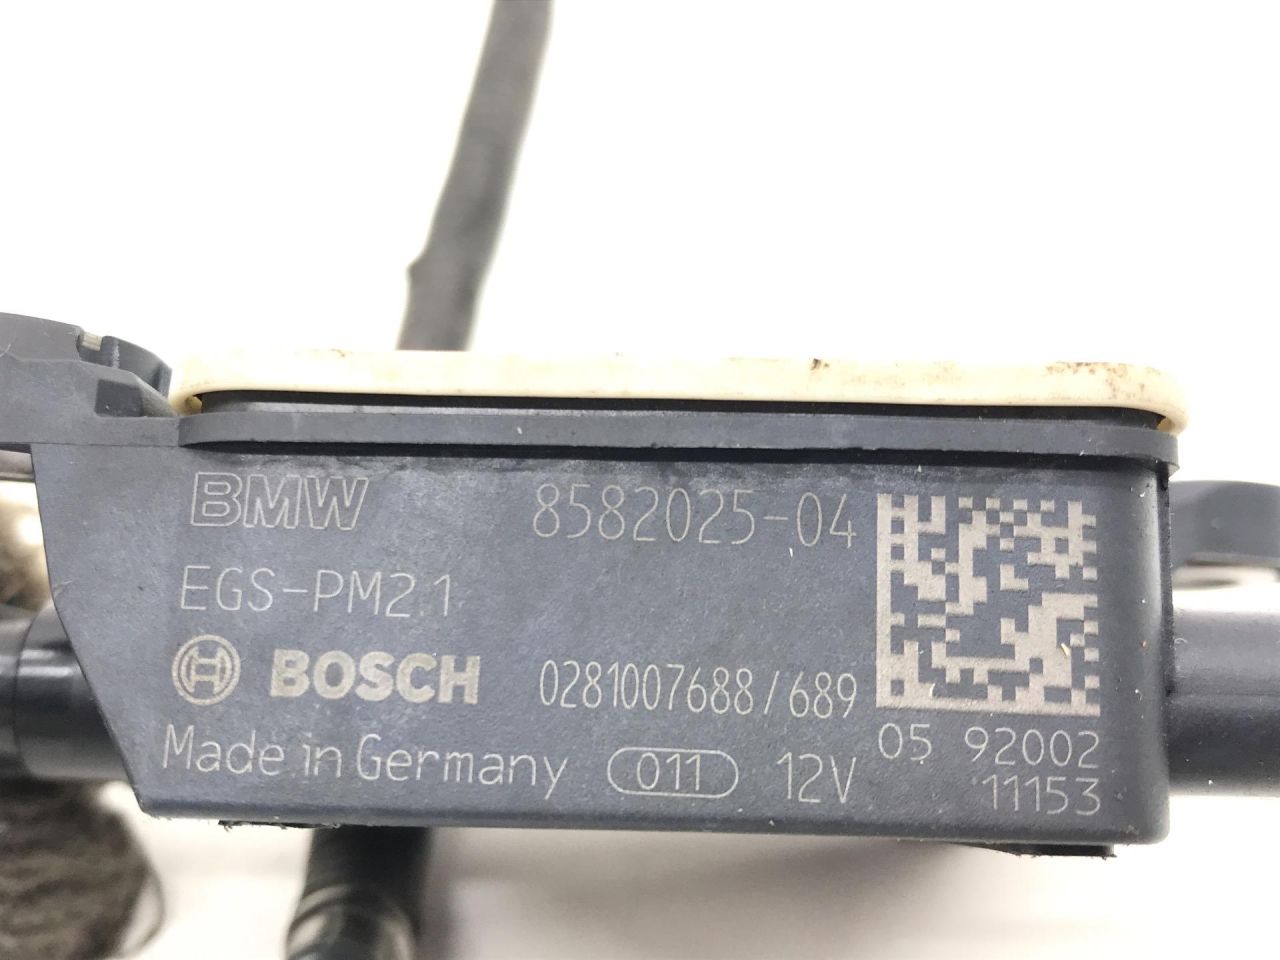 BMW 8582025-04
EGS-PM2.1
BOSCH 0281007688/689
Made in Germany 011 12V
05 92002
11153